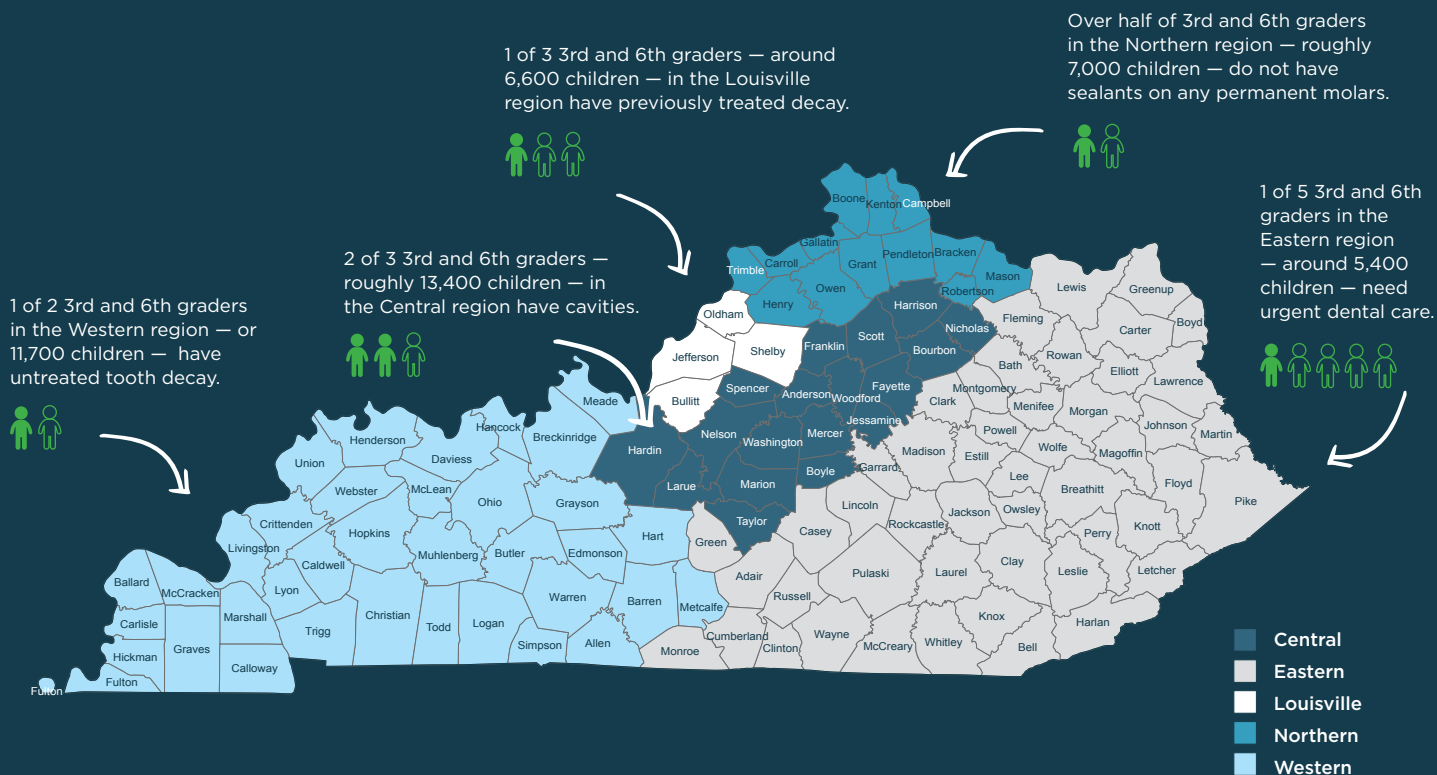 Over half of 3rd and 6th graders
in the Northern region — roughly
7,000 children — do not have
sealants on any permanent molars.
1 of 3 3rd and 6th graders — around
6,600 children — in the Louisville
region have previously treated decay.
1 of 5 3rd and 6th
graders in the
Eastern region
— around 5,400
children — need
urgent dental care.
2 of 3 3rd and 6th graders —
roughly 13,400 children — in
the Central region have cavities.
1 of 2 3rd and 6th graders
in the Western region — or
11,700 children — have
untreated tooth decay.
Boone
Kenton
Campbell
Gallatin
Carroll
Trimble
Grant
Pendleton
Bracken
Mason
Robertson
Owen
Henry
Oldham
Jefferson
Shelby
Bullitt
Harrison
Nicholas
Scott
Franklin
Bourbon
Spencer
Anderson
Woodford
Fayette
Jessamine
Nelson
Washington
Mercer
Hardin
Larue
Marion
Boyle
Taylor
Lewis
Greenup
Fleming
Carter
Boyd
Rowan
Bath
Elliott
Lawrence
Montgomery
Clark
Menifee
Morgan
Johnson
Martin
Powell
Wolfe
Magoffin
Madison
Estill
Lee
Garrard
Breathitt
Floyd
Pike
Lincoln
Jackson
Owsley
Rockcastle
Casey
Perry
Knott
Green
Clay
Leslie
Letcher
Laurel
Pulaski
Adair
Russell
Knox
Harlan
Wayne
Cumberland
Clinton
McCreary
Whitley
Bell
Monroe
Meade
Hancock
Breckinridge
Henderson
Daviess
Union
Webster
McLean
Ohio
Grayson
Crittenden
Hopkins
Hart
Livingston
Muhlenberg
Butler
Edmonson
Caldwell
Ballard
McCracken
Lyon
Warren
Barren
Metcalfe
Carlisle
Marshall
Christian
Trigg
Todd
Logan
Simpson
Allen
Hickman
Graves
Calloway
Fulton
Fulton
Central
Eastern
Louisville
Northern
Western